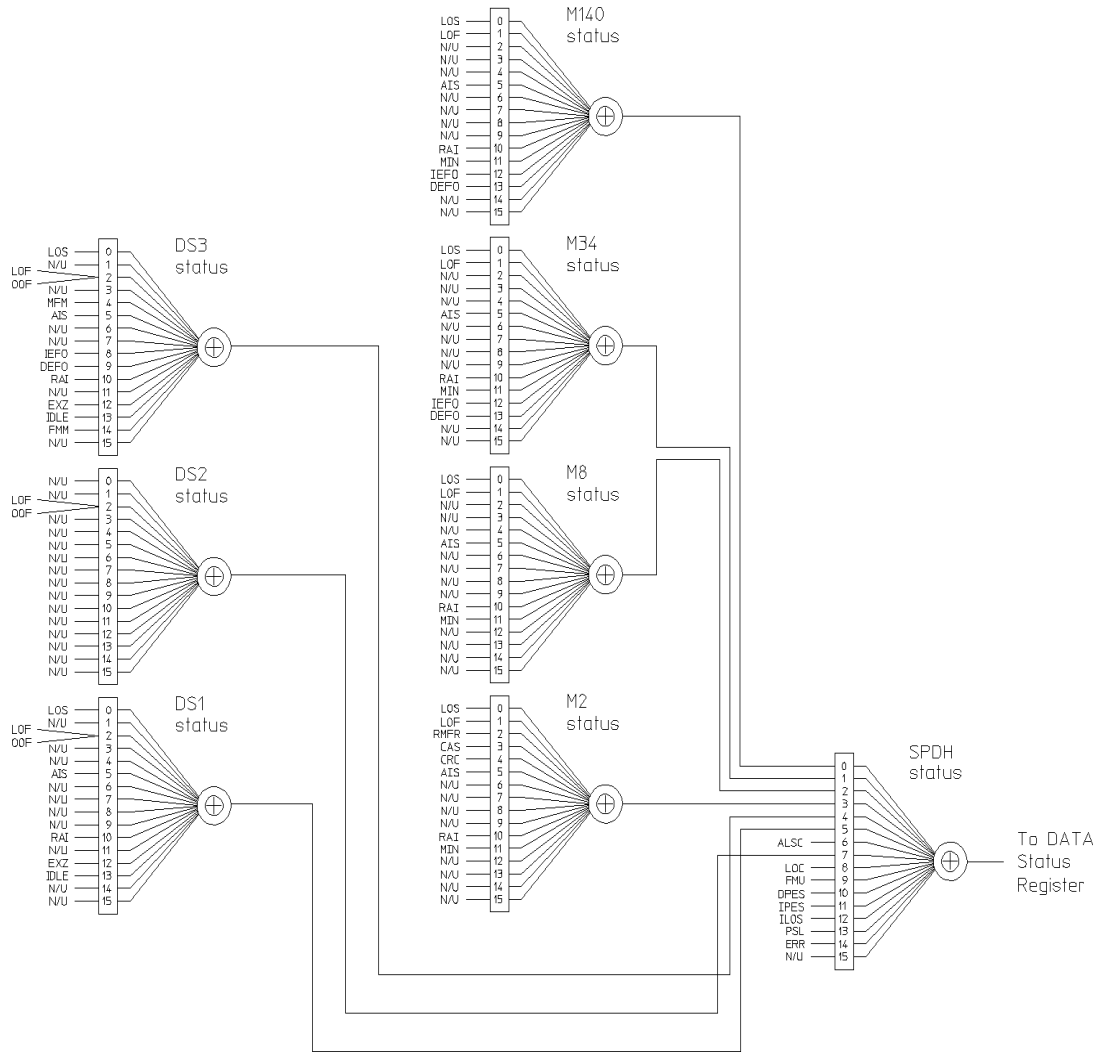 M140
status
LOS 0
LOF 1
N/U 2
N/U 3
N/U 4
AIS 5
N/U 6
N/U 7
N/U 8
N/U 9
RAI 10
MIN 11
IEFO 12
DEFO 13
N/U 14
N/U 15
DS3
status
LOS 0
N/U 1
LOF
OOF
2
N/U 3
MFM 4
AIS 5
N/U 6
N/U 7
IEFO 8
DEFO 9
RAI 10
N/U 11
EXZ 12
IDLE 13
FMM 14
N/U 15
M34
status
LOS 0
LOF 1
N/U 2
N/U 3
N/U 4
AIS 5
N/U 6
N/U 7
N/U 8
N/U 9
RAI 10
MIN 11
IEFO 12
DEFO 13
N/U 14
N/U 15
DS2
status
N/U 0
N/U 1
LOF
OOF
2
N/U 3
N/U 4
N/U 5
N/U 6
N/U 7
N/U 8
N/U 9
N/U 10
N/U 11
N/U 12
N/U 13
N/U 14
N/U 15
M8
status
LOS 0
LOF 1
N/U 2
N/U 3
N/U 4
AIS 5
N/U 6
N/U 7
N/U 8
N/U 9
RAI 10
MIN 11
N/U 12
N/U 13
N/U 14
N/U 15
DS1
status
LOS 0
N/U 1
LOF
OOF
2
N/U 3
N/U 4
AIS 5
N/U 6
N/U 7
N/U 8
N/U 9
RAI 10
N/U 11
EXZ 12
IDLE 13
N/U 14
N/U 15
M2
status
LOS 0
LOF 1
RMFR 2
CAS 3
CRC 4
AIS 5
N/U 6
N/U 7
N/U 8
N/U 9
RAI 10
MIN 11
N/U 12
N/U 13
N/U 14
N/U 15
SPDH
status
0
1
2
3
4
5
ALSC 6
7
LOC 8
FMU 9
DPES 10
IPES 11
ILOS 12
PSL 13
ERR 14
N/U 15
To DATA
Status
Register